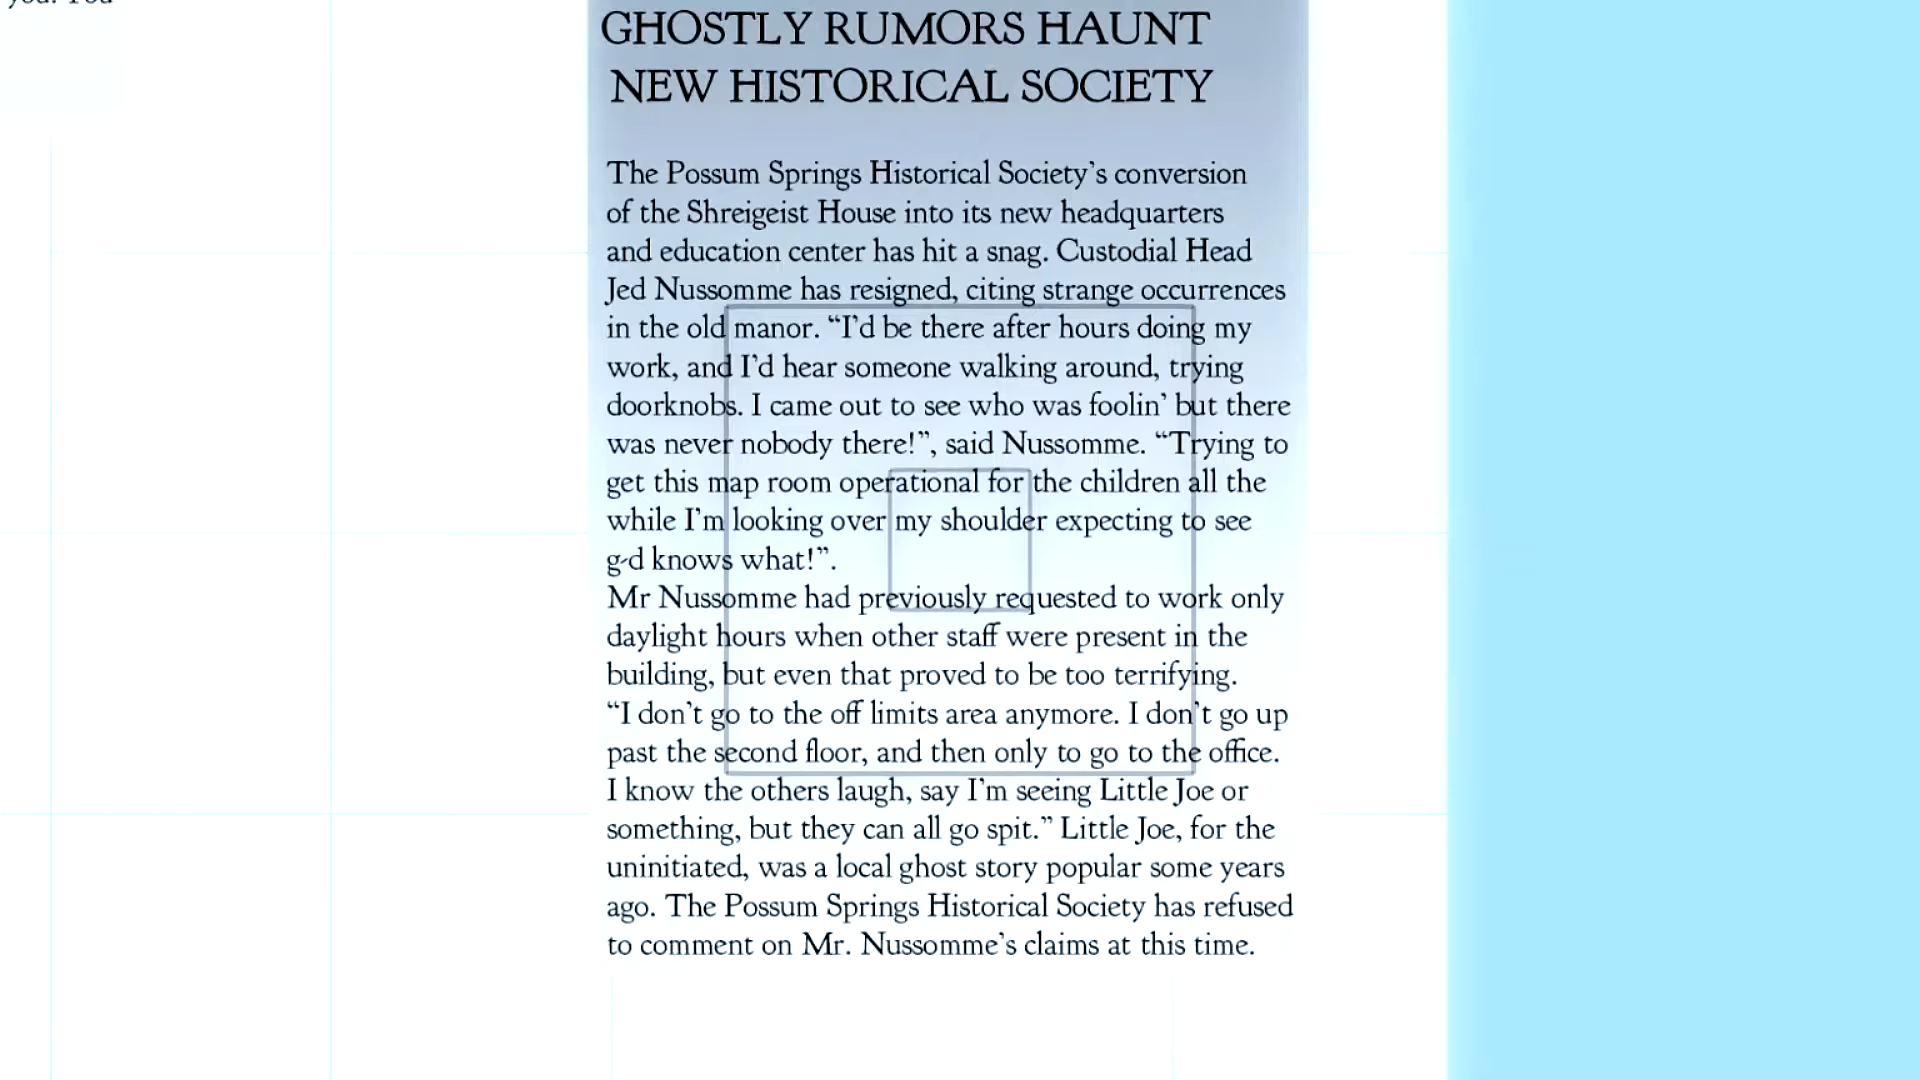 you. You
GHOSTLY RUMORS HAUNT
NEW HISTORICAL SOCIETY
The Possum Springs Historical Society's conversion
of the Shreigeist House into its new headquarters
and education center has hit a snag. Custodial Head
Jed Nussomme has resigned, citing strange occurrences
in the old manor. “I'd be there after hours doing my
work, and I'd hear someone walking around, trying
doorknobs. I came out to see who was foolin' but there
was never nobody there!”, said Nussomme. “Trying to
get this map room operational for the children all the
while I'm looking over my shoulder expecting to see
g-d knows what!”.
Mr Nussomme had previously requested to work only
daylight hours when other staff were present in the
building, but even that proved to be too terrifying.
“I don't go to the off limits area anymore. I don't go up
past the second floor, and then only to go to the office.
I know the others laugh, say I'm seeing Little Joe or
something, but they can all go spit.” Little Joe, for the
uninitiated, was a local ghost story popular some years
ago. The Possum Springs Historical Society has refused
to comment on Mr. Nussomme's claims at this time.